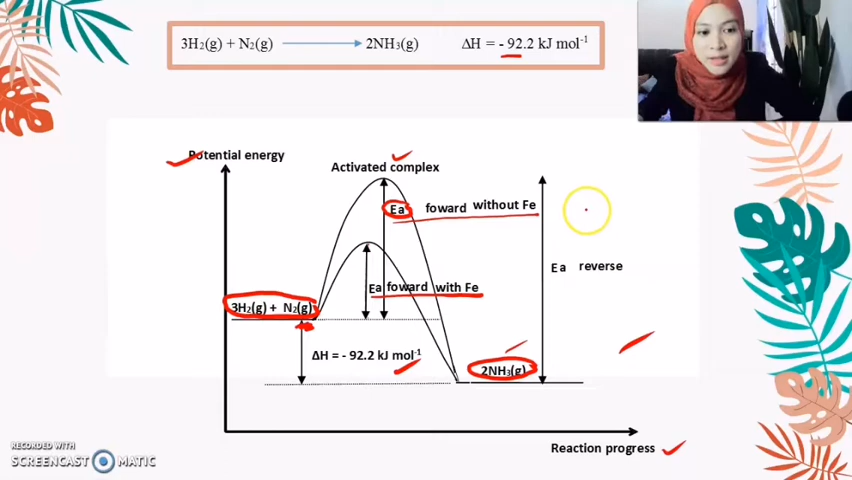 3H2(g) + N2(g) 2NH3(g) ΔH = - 92.2 kJ mol-1
Potential energy
Activated complex
Ea foward without Fe
Ea reverse
Ea foward with Fe
3H2(g) + N2(g)
ΔH = - 92.2 kJ mol-1
2NH3(g)
Reaction progress
RECORDED WITH
SCREENCAST MATIC